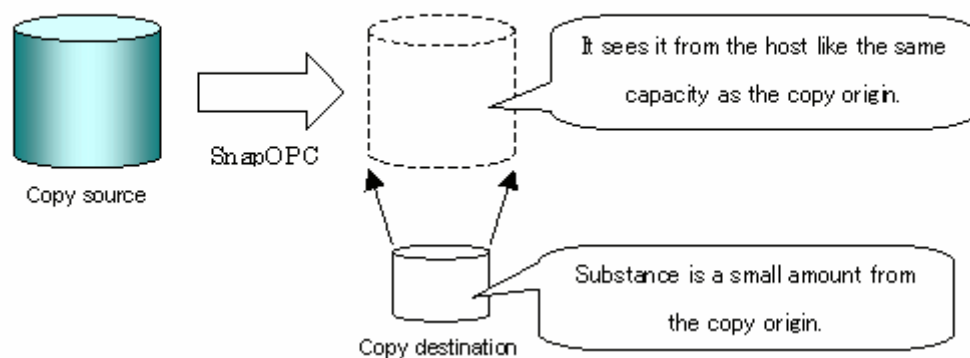 It sees it from the host like the same
capacity as the copy origin.
SnapOPC
Copy source
Substance is a small amount from
the copy origin.
Copy destination